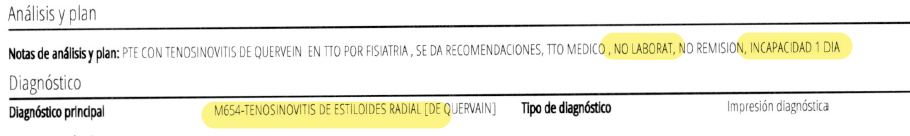 Análisis y plan
Notas de análisis y plan: PTE CON TENOSINOVITIS DE QUERVEIN EN TTO POR FISIATRIA , SE DA RECOMENDACIONES, TTO MEDICO , NO LABORAT, NO REMISION, INCAPACIDAD 1 DIA
Diagnóstico
Diagnóstico principal M654-TENOSINOVITIS DE ESTILOIDES RADIAL [DE QUERVAIN] Tipo de diagnóstico Impresión diagnóstica